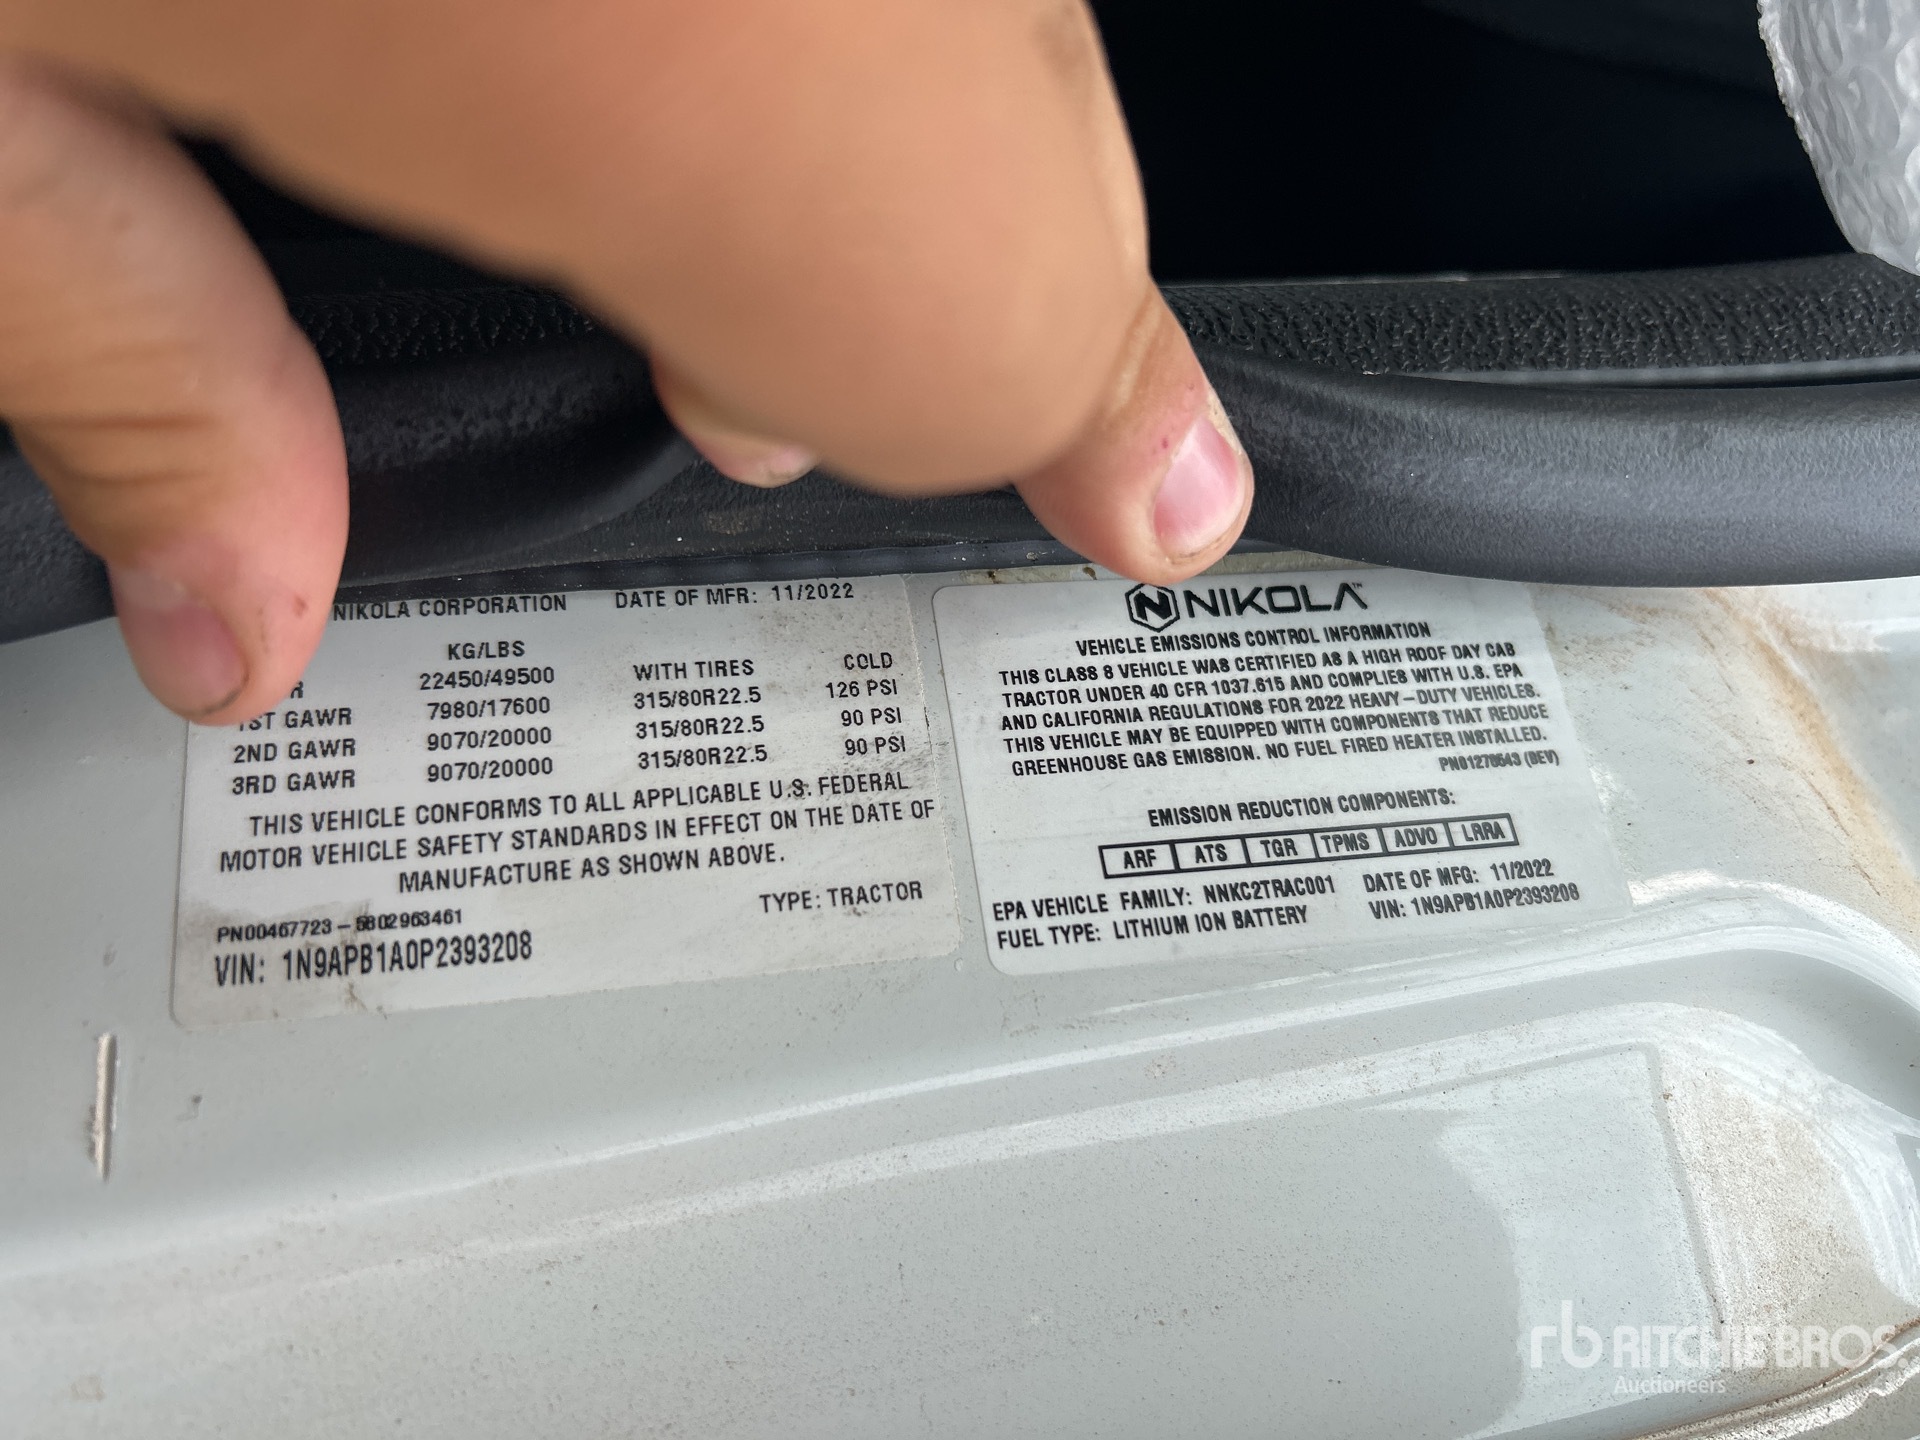 NIKOLA CORPORATION DATE OF MFR: 11/2022
KG/LBS
22450/49500 WITH TIRES COLD
1ST GAWR 7980/17600 315/80R22.5 126 PSI
2ND GAWR 9070/20000 315/80R22.5 90 PSI
3RD GAWR 9070/20000 315/80R22.5 90 PSI
THIS VEHICLE CONFORMS TO ALL APPLICABLE U.S. FEDERAL
MOTOR VEHICLE SAFETY STANDARDS IN EFFECT ON THE DATE OF
MANUFACTURE AS SHOWN ABOVE.
TYPE: TRACTOR
PN00467723-5802963461
VIN: 1N9APB1A0P2393208
NIKOLA™
VEHICLE EMISSIONS CONTROL INFORMATION
THIS CLASS 8 VEHICLE WAS CERTIFIED AS A HIGH ROOF DAY CAB
TRACTOR UNDER 40 CFR 1037.615 AND COMPLIES WITH U.S. EPA
AND CALIFORNIA REGULATIONS FOR 2022 HEAVY-DUTY VEHICLES.
THIS VEHICLE MAY BE EQUIPPED WITH COMPONENTS THAT REDUCE
GREENHOUSE GAS EMISSION. NO FUEL FIRED HEATER INSTALLED.
PN01278643 (BEV)
EMISSION REDUCTION COMPONENTS:
ARF ATS TGR TPMS ADVO LRRA
EPA VEHICLE FAMILY: NNKC2TRAC001 DATE OF MFG: 11/2022
FUEL TYPE: LITHIUM ION BATTERY VIN: 1N9APB1A0P2393208
rb RITCHIE BROS.
Auctioneers